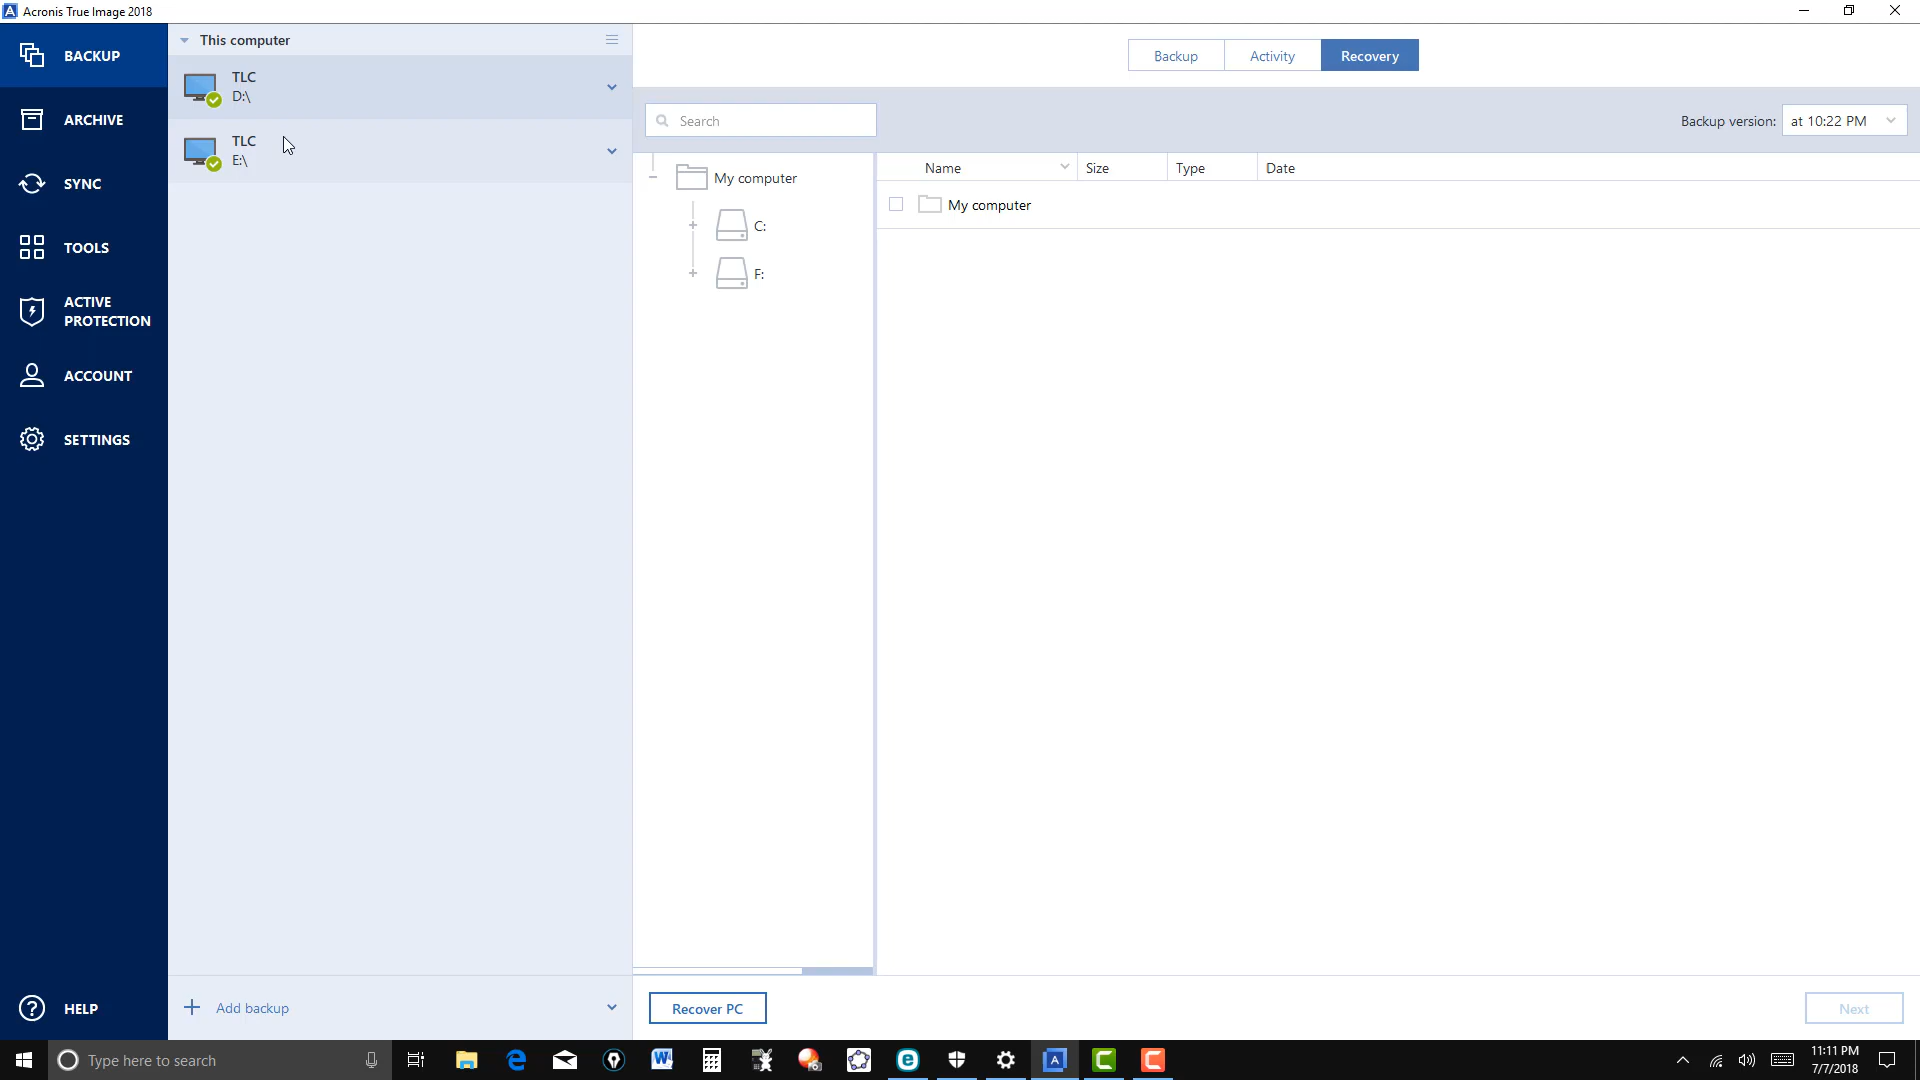 Acronis True Image 2018
BACKUP
ARCHIVE
SYNC
TOOLS
ACTIVE
PROTECTION
ACCOUNT
SETTINGS
HELP
This computer
TLC
D:\
TLC
E:\
Add backup
Backup
Activity
Recovery
Search
Backup version:
at 10:22 PM
My computer
C:
F:
Name
Size
Type
Date
My computer
Recover PC
Next
Type here to search
11:11 PM
7/7/2018